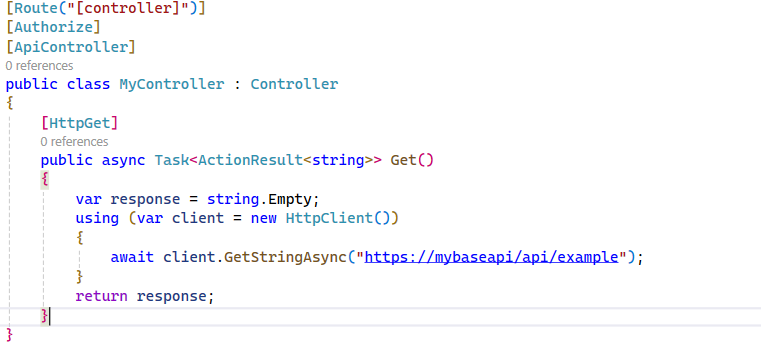 [Route("[controller]")]
[Authorize]
[ApiController]
0 references
public class MyController : Controller
{
[HttpGet]
0 references
public async Task<ActionResult<string>> Get()
{
var response = string.Empty;
using (var client = new HttpClient())
{
await client.GetStringAsync("https://mybaseapi/api/example");
}
return response;
}
}